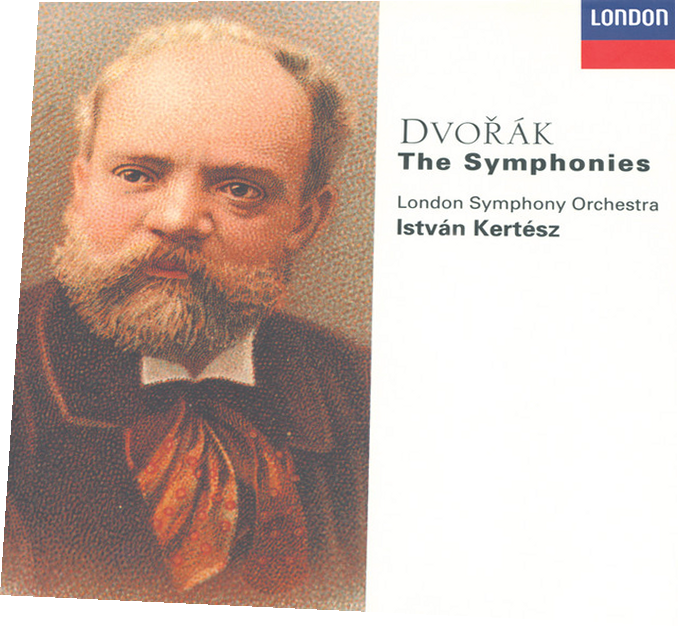 LONDON
DVOŘÁK
The Symphonies
London Symphony Orchestra
István Kertész